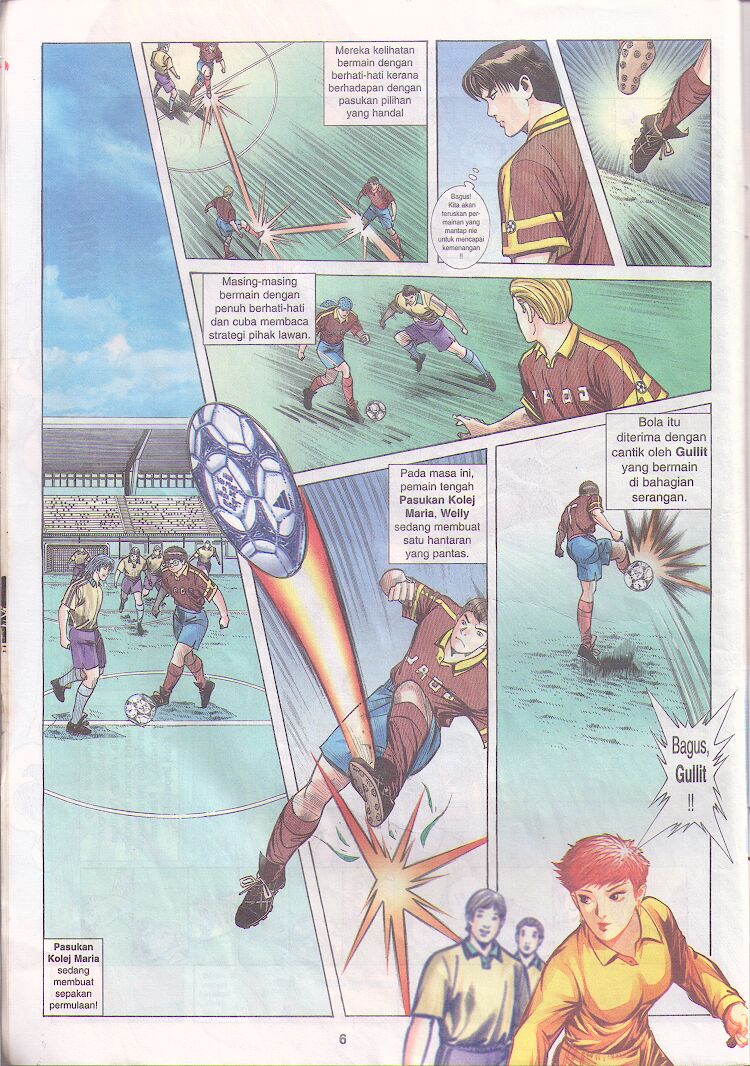 Pasukan
Kolej Maria
sedang
membuat
sepakan
permulaan!
Mereka kelihatan
bermain dengan
berhati-hati kerana
berhadapan dengan
pasukan pilihan
yang handal
Bagus!
Kita akan
teruskan per-
mainan yang
mantap nie
untuk mencapai
kemenangan
!!
Masing-masing
bermain dengan
penuh berhati-hati
dan cuba membaca
strategi pihak lawan.
Pada masa ini,
pemain tengah
Pasukan Kolej
Maria, Welly
sedang membuat
satu hantaran
yang pantas.
Bola itu
diterima dengan
cantik oleh Gullit
yang bermain
di bahagian
serangan.
Bagus,
Gullit
!!
6